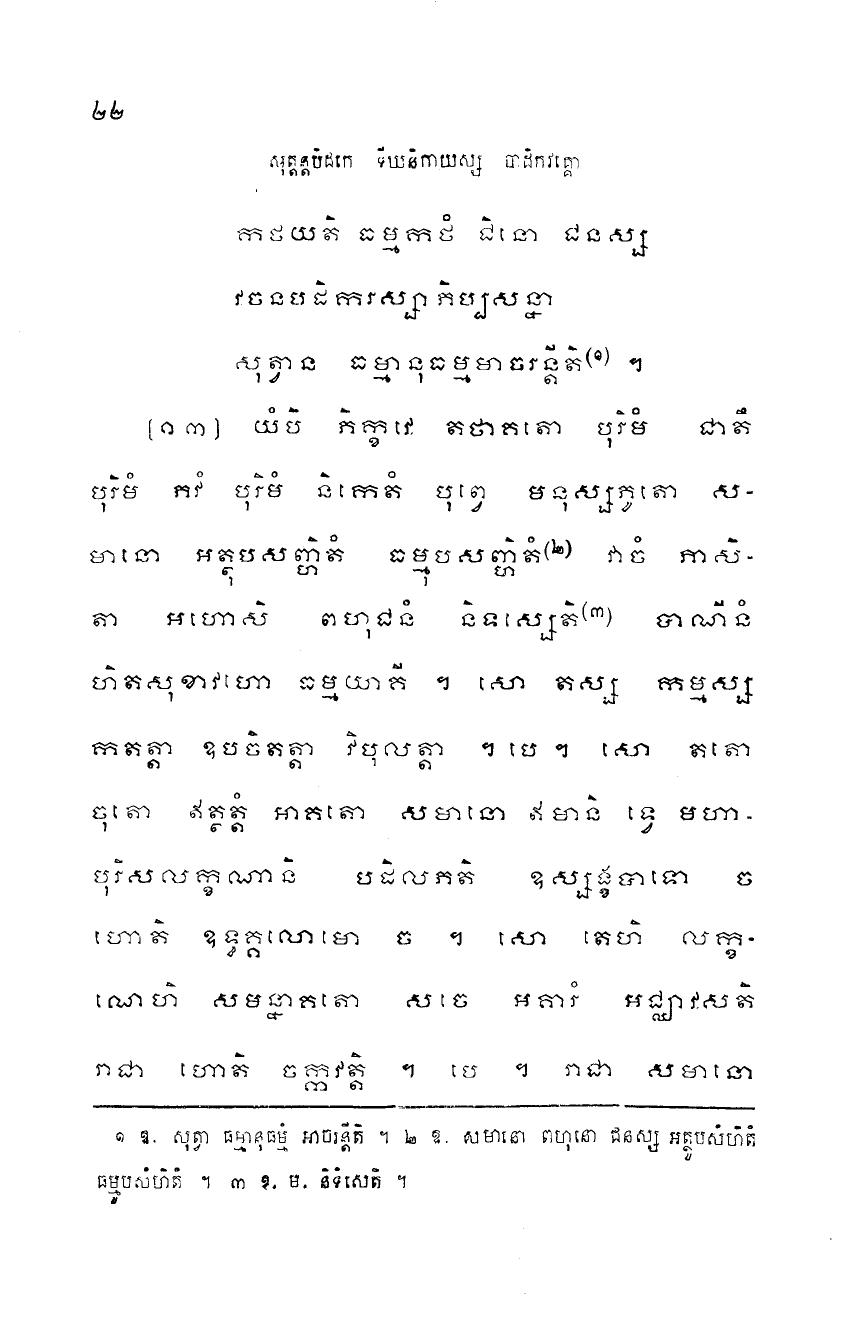 ២២
សុត្តន្តបិដកេ ទីឃនិកាយស្ស បាដិកវគ្គោ
កថយតិ ធម្មកថំ ជិនោ ជនស្ស
វចនបដិករស្សាភិប្បសន្នា
សុត្វាន ធម្មានុធម្មមាចរន្តីតិ(១) ។
[១៣] យំបិ ភិក្ខវេ តថាគតោ បុរិមំ ជាតឹ
បុរិមំ ភវំ បុរិមំ និកេតំ បុព្វេ មនុស្សភូតោ ស-
មានោ អត្ថុបសញ្ហិតំ ធម្មុបសញ្ហិតំ(២) វាចំ ភាសិ-
តា អហោសិ ពហុជនំ និទស្សេតិ(៣) បាណីនំ
ហិតសុខាវហោ ធម្មយាគី ។ សោ តស្ស កម្មស្ស
កតត្តា ឧបចិតត្តា វិបុលត្តា ។ បេ ។ សោ តតោ
ចុតោ ឥត្ថត្តំ អាគតោ សមានោ ឥមានិ ទ្វេ មហា-
បុរិសលក្ខណានិ បដិលភតិ ឧស្សង្ខបាទោ ច
ហោតិ ឧទ្ធគ្គលោមោ ច ។ សោ តេហិ លក្ខ-
ណេហិ សមន្នាគតោ សចេ អគារំ អជ្ឈាវសតិ
រាជា ហោតិ ចក្កវត្តិ ។ បេ ។ រាជា សមានោ
១ ឱ. សុត្វា ធម្មានុធម្មំ អាចរន្តីតិ ។ ២ ឱ. សមានោ ពហុនោ ជនស្ស អត្ថូបសំហិតំ
ធម្មូបសំហិតំ ។ ៣ ឱ. ម. និទំសេតិ ។